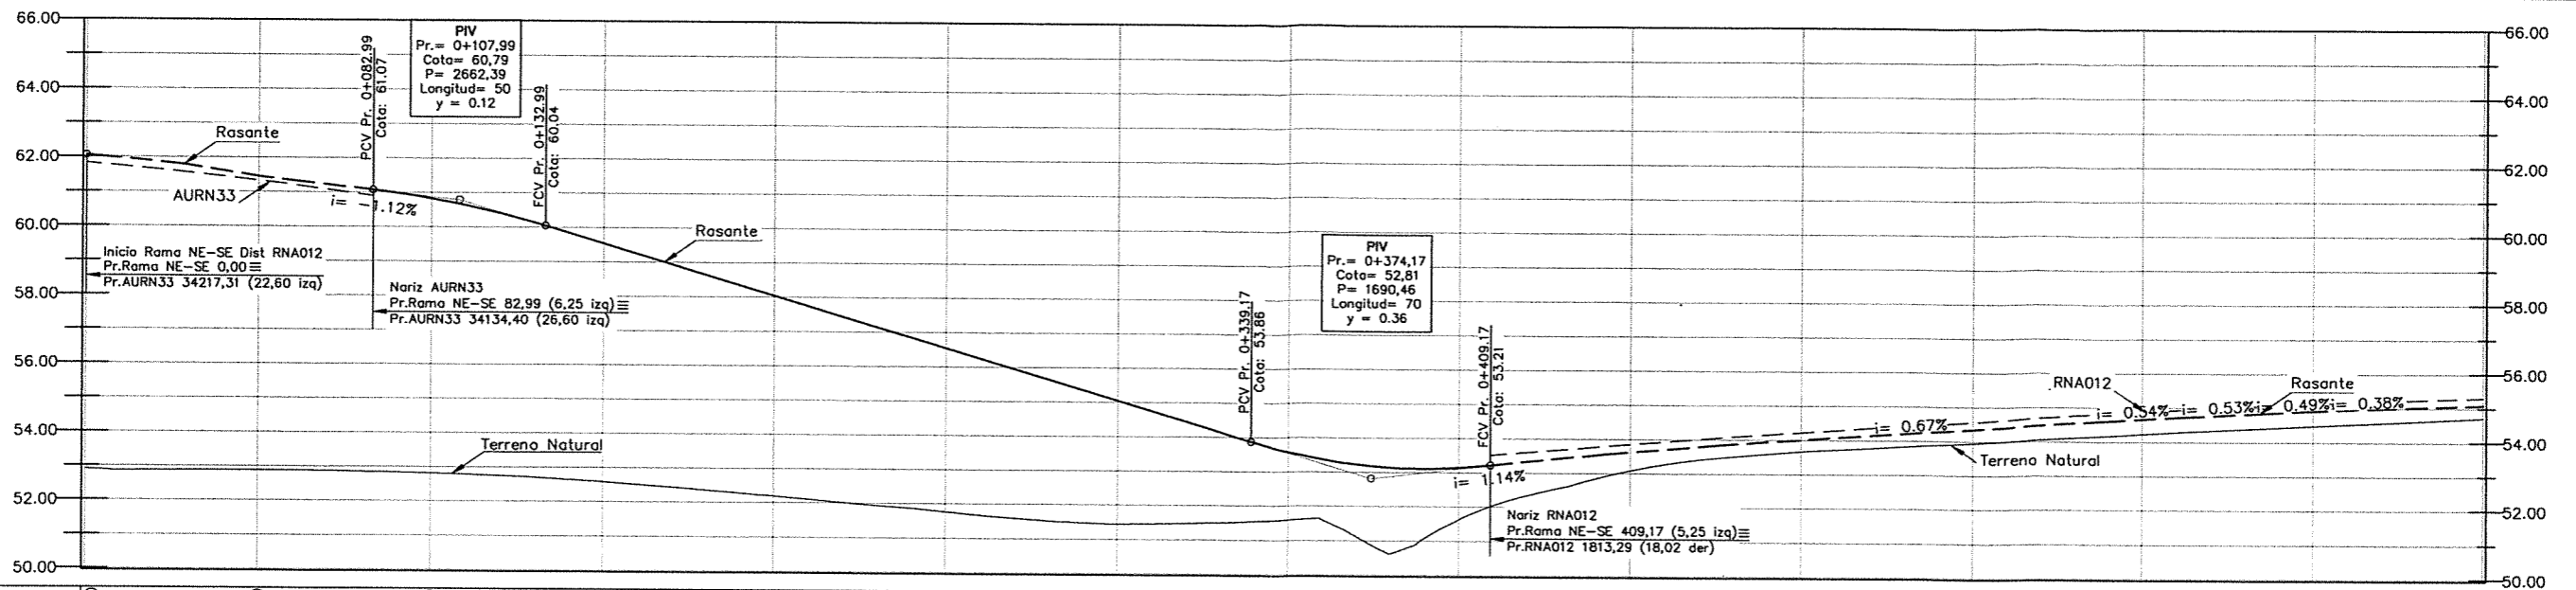 66.00
64.00
62.00
60.00
58.00
56.00
54.00
52.00
50.00
Rasante
AURN33
Inicio Rama NE-SE Dist RNA012
Pr.Rama NE-SE 0,00≡
Pr.AURN33 34217,31 (22,60 izq)
PCV Pr. 0+082.99
Cota: 61.07
i= -1.12%
Nariz AURN33
Pr.Rama NE-SE 82,99 (6,25 izq)≡
Pr.AURN33 34134,40 (26,60 izq)
PIV
Pr.= 0+107,99
Cota= 60,79
P= 2662,39
Longitud= 50
y = 0.12
FCV Pr. 0+132.99
Cota: 60.04
Rasante
Terreno Natural
PCV Pr. 0+339.17
Cota: 53.86
PIV
Pr.= 0+374,17
Cota= 52,81
P= 1690,46
Longitud= 70
y = 0.36
FCV Pr. 0+409.17
Cota: 53.21
i= 1.14%
Nariz RNA012
Pr.Rama NE-SE 409,17 (5,25 izq)≡
Pr.RNA012 1813,29 (18,02 der)
i= 0.67%
RNA012
Rasante
i= 0.54%
i= 0.53%
i= 0.49%
i= 0.38%
Terreno Natural
66.00
64.00
62.00
60.00
58.00
56.00
54.00
52.00
50.00